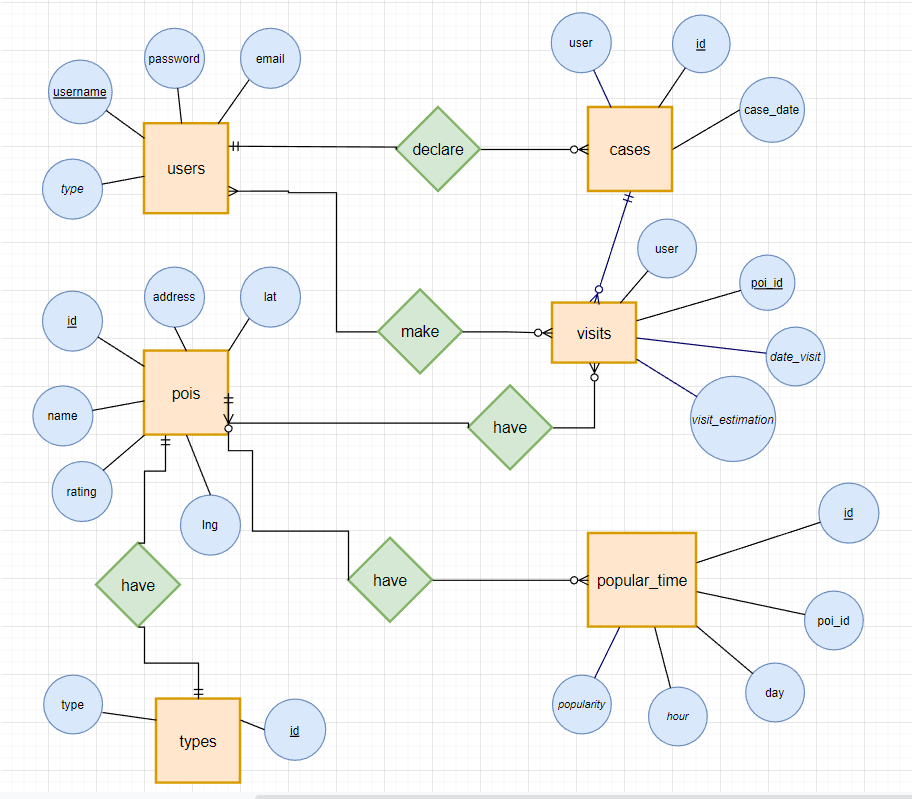 user
id
password
email
username
case_date
declare
cases
users
type
user
poi_id
address
lat
id
make
visits
date_visit
pois
name
visit_estimation
have
rating
lng
id
have
have
popular_time
poi_id
type
popularity
hour
day
id
types